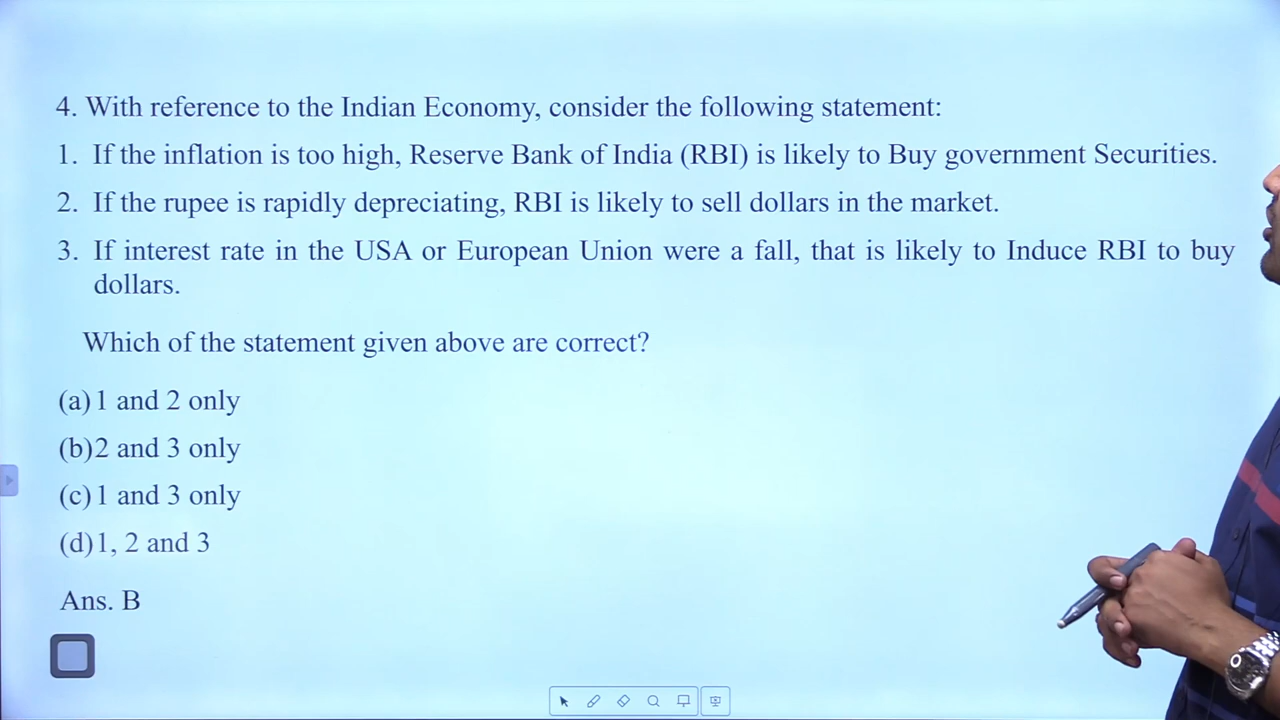 4. With reference to the Indian Economy, consider the following statement:
1. If the inflation is too high, Reserve Bank of India (RBI) is likely to Buy government Securities.
2. If the rupee is rapidly depreciating, RBI is likely to sell dollars in the market.
3. If interest rate in the USA or European Union were a fall, that is likely to Induce RBI to buy
dollars.
Which of the statement given above are correct?
(a) 1 and 2 only
(b) 2 and 3 only
(c) 1 and 3 only
(d) 1, 2 and 3
Ans. B